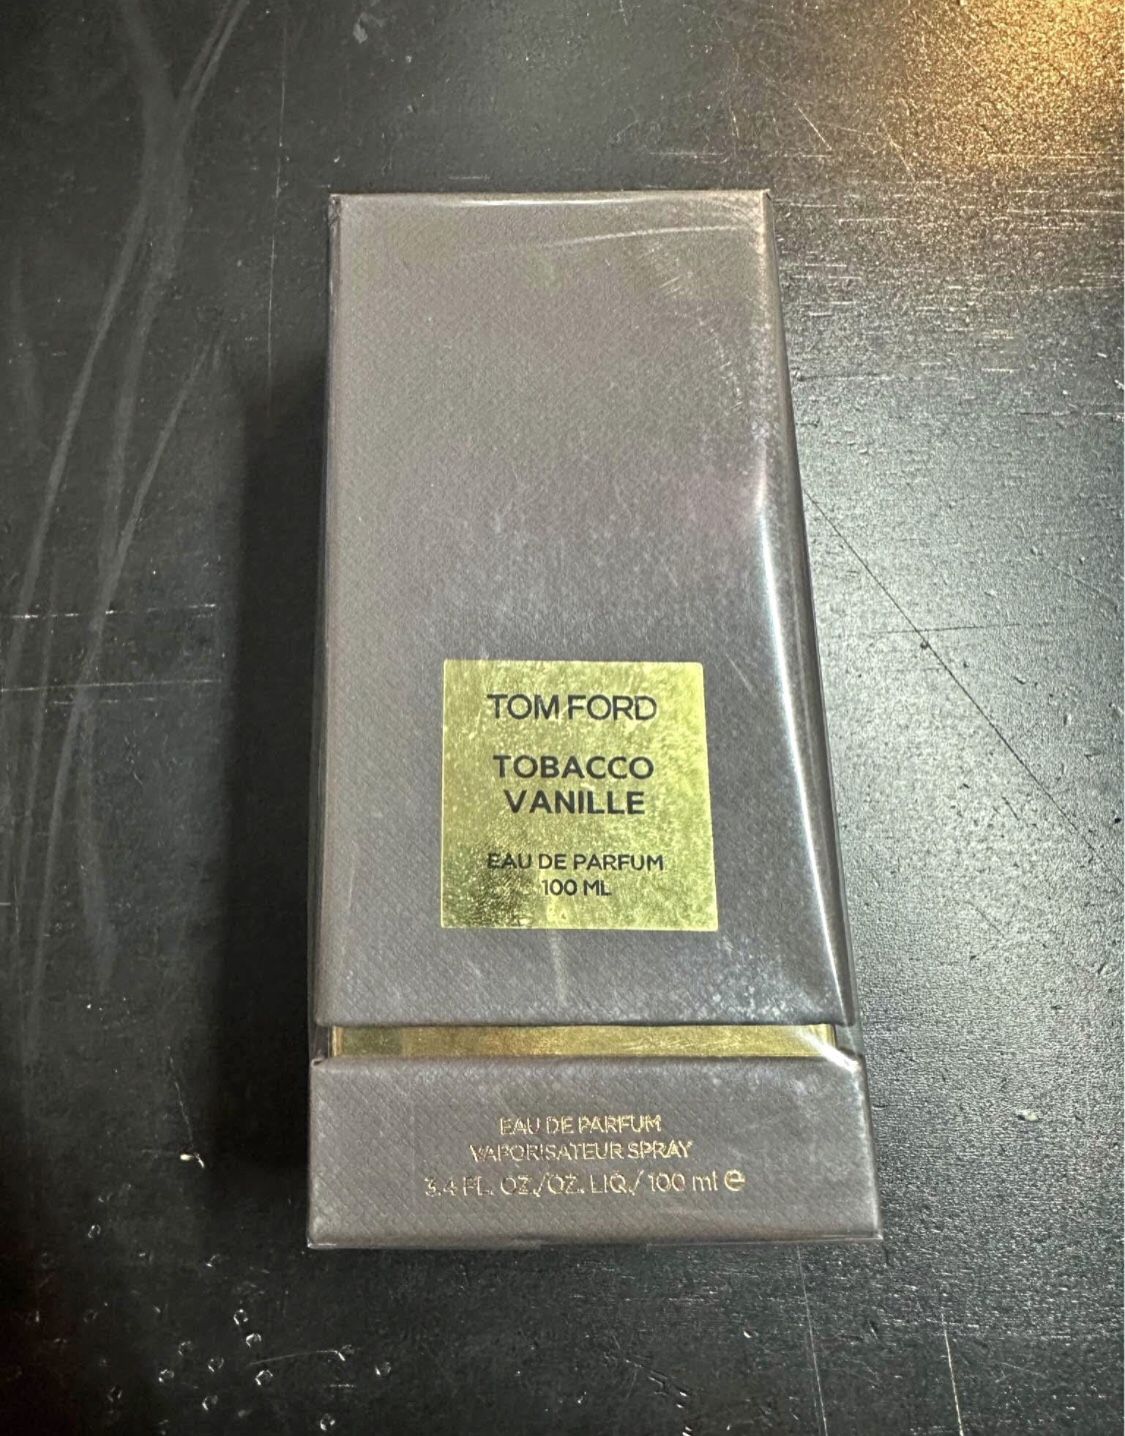 TOM FORD
TOBACCO
VANILLE
EAU DE PARFUM
100 ML
EAU DE PARFUM
VAPORISATEUR SPRAY
3.4 FL. OZ./OZ. LIQ./ 100 ml ℮